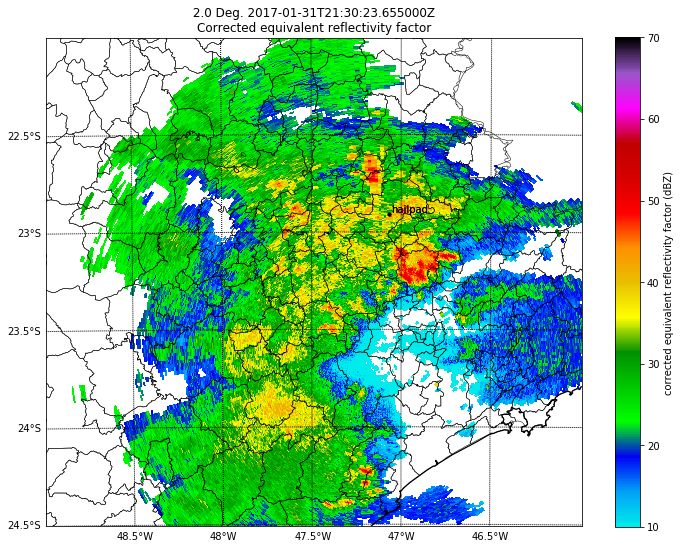 2.0 Deg. 2017-01-31T21:30:23.655000Z
Corrected equivalent reflectivity factor
22.5°S
23°S
23.5°S
24°S
24.5°S
48.5°W
48°W
47.5°W
47°W
46.5°W
hailpad
70
60
50
40
30
20
10
corrected equivalent reflectivity factor (dBZ)